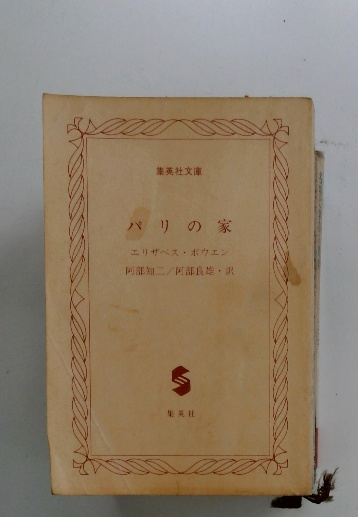 集英社文庫
パリの家
エリザベス・ボウエン
阿部知二／阿部良雄・訳
集英社